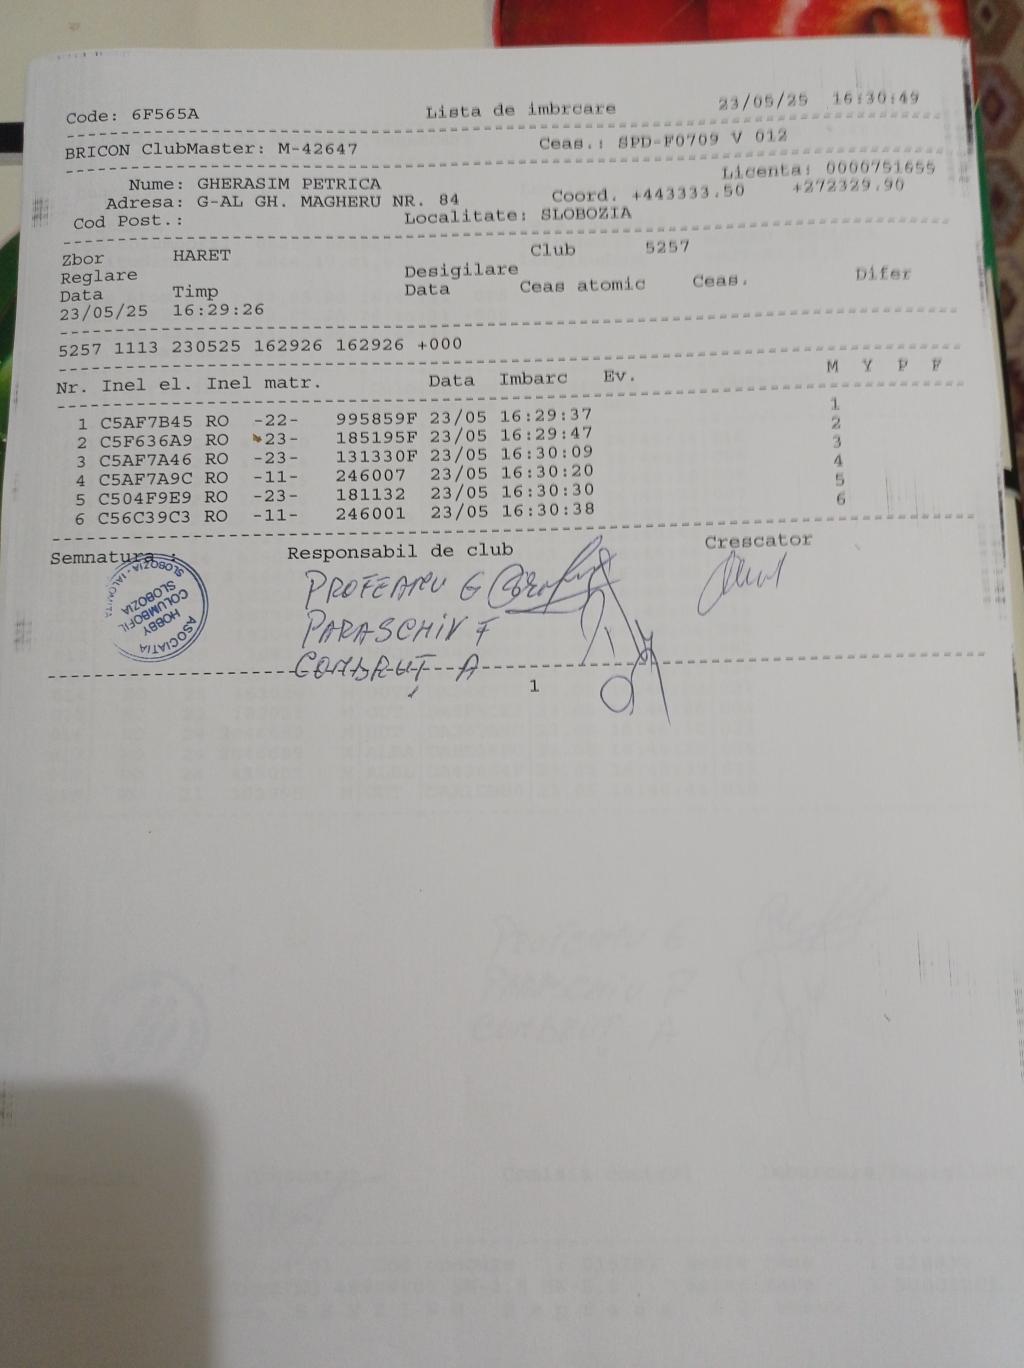 Code: 6F565A Lista de imbrcare 23/05/25 16:30:49
BRICON ClubMaster: M-42647 Ceas.: SPD-F0709 V 012
Licenta: 0000751655
Nume: GHERASIM PETRICA
Adresa: G-AL GH. MAGHERU NR. 84 Coord. +443333.50 +272329.90
Cod Post.: Localitate: SLOBOZIA
Zbor HARET Club 5257
Reglare Desigilare
Data Timp Data Ceas atomic Ceas. Difer
23/05/25 16:29:26
5257 1113 230525 162926 162926 +000
Nr. Inel el. Inel matr. Data Imbarc Ev. M Y P F
1 C5AF7B45 RO -22- 995859F 23/05 16:29:37 1
2 C5F636A9 RO -23- 185195F 23/05 16:29:47 2
3 C5AF7A46 RO -23- 131330F 23/05 16:30:09 3
4 C5AF7A9C RO -11- 246007 23/05 16:30:20 4
5 C504F9E9 RO -23- 181132 23/05 16:30:30 5
6 C56C39C3 RO -11- 246001 23/05 16:30:38 6
Semnatura : Responsabil de club Crescator
PROFEANU G
PARASCHIV F
A
ASOCIATIA
HOBBY
COLUMBOFIL
SLOBOZIA
SLOBOZIA - IALOMITA
1